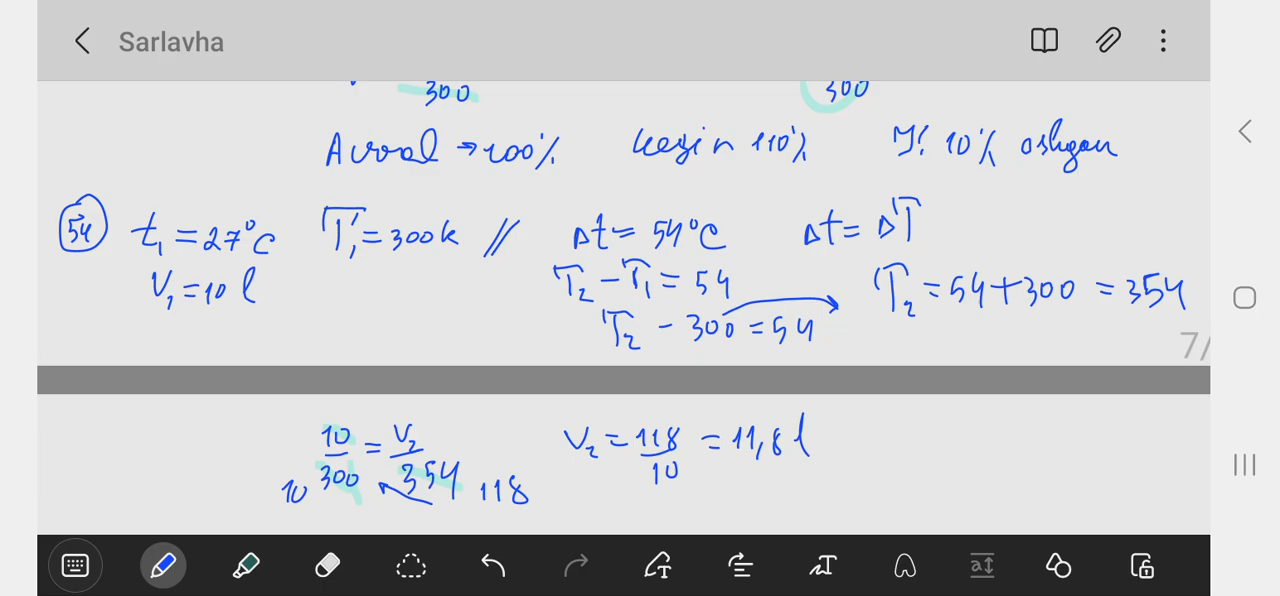 Sarlavha
300 300
Avval → 100% keyin 110% J: 10% oshgan
54 t₁ = 27°C T₁ = 300k // Δt = 54°C Δt = ΔT
V₁ = 10 l T₂ - T₁ = 54 T₂ = 54 + 300 = 354
T₂ - 300 = 54
7/
10/300 = V₂/354 V₂ = 118/10 = 11,8 l
10 118